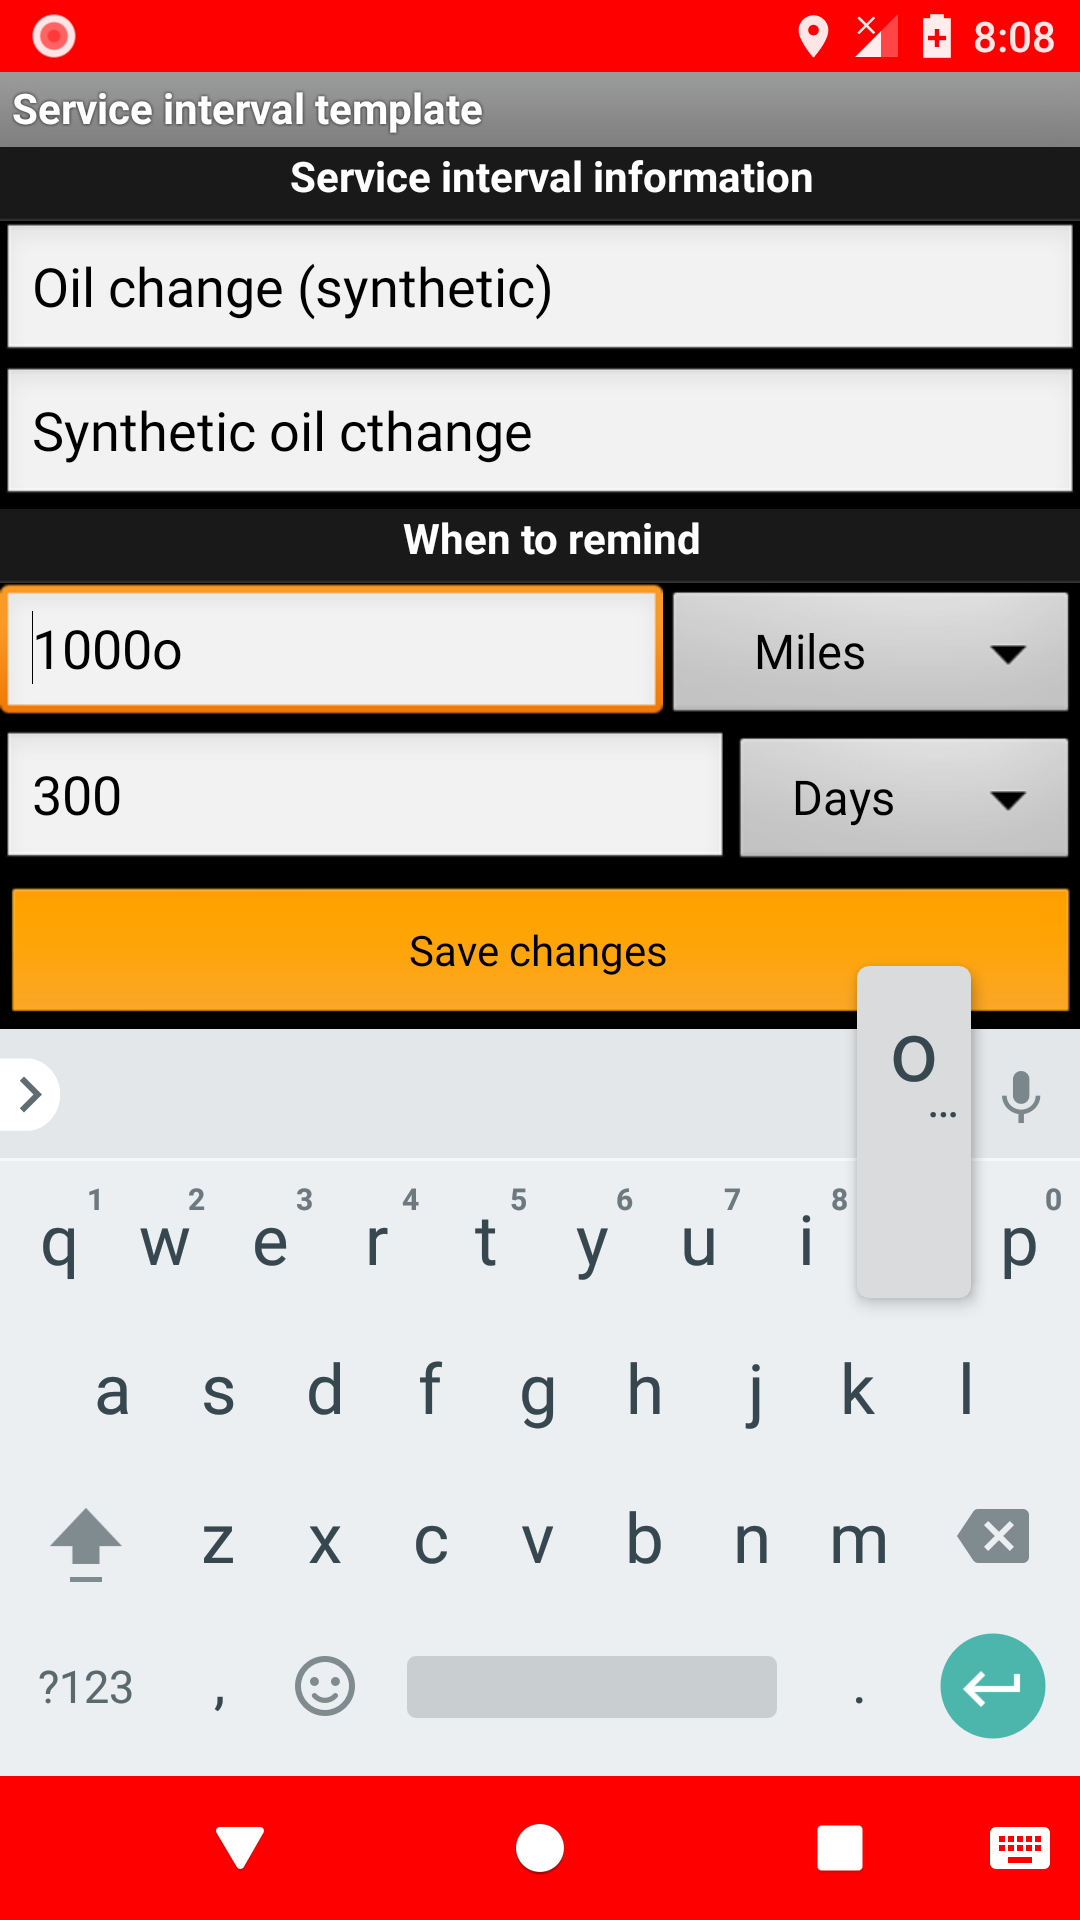 8:08
Service interval template
Service interval information
Oil change (synthetic)
Synthetic oil cthange
When to remind
1000o Miles
300 Days
Save changes
o
...
1 2 3 4 5 6 7 8 0
q w e r t y u i p
a s d f g h j k l
z x c v b n m
?123 , .